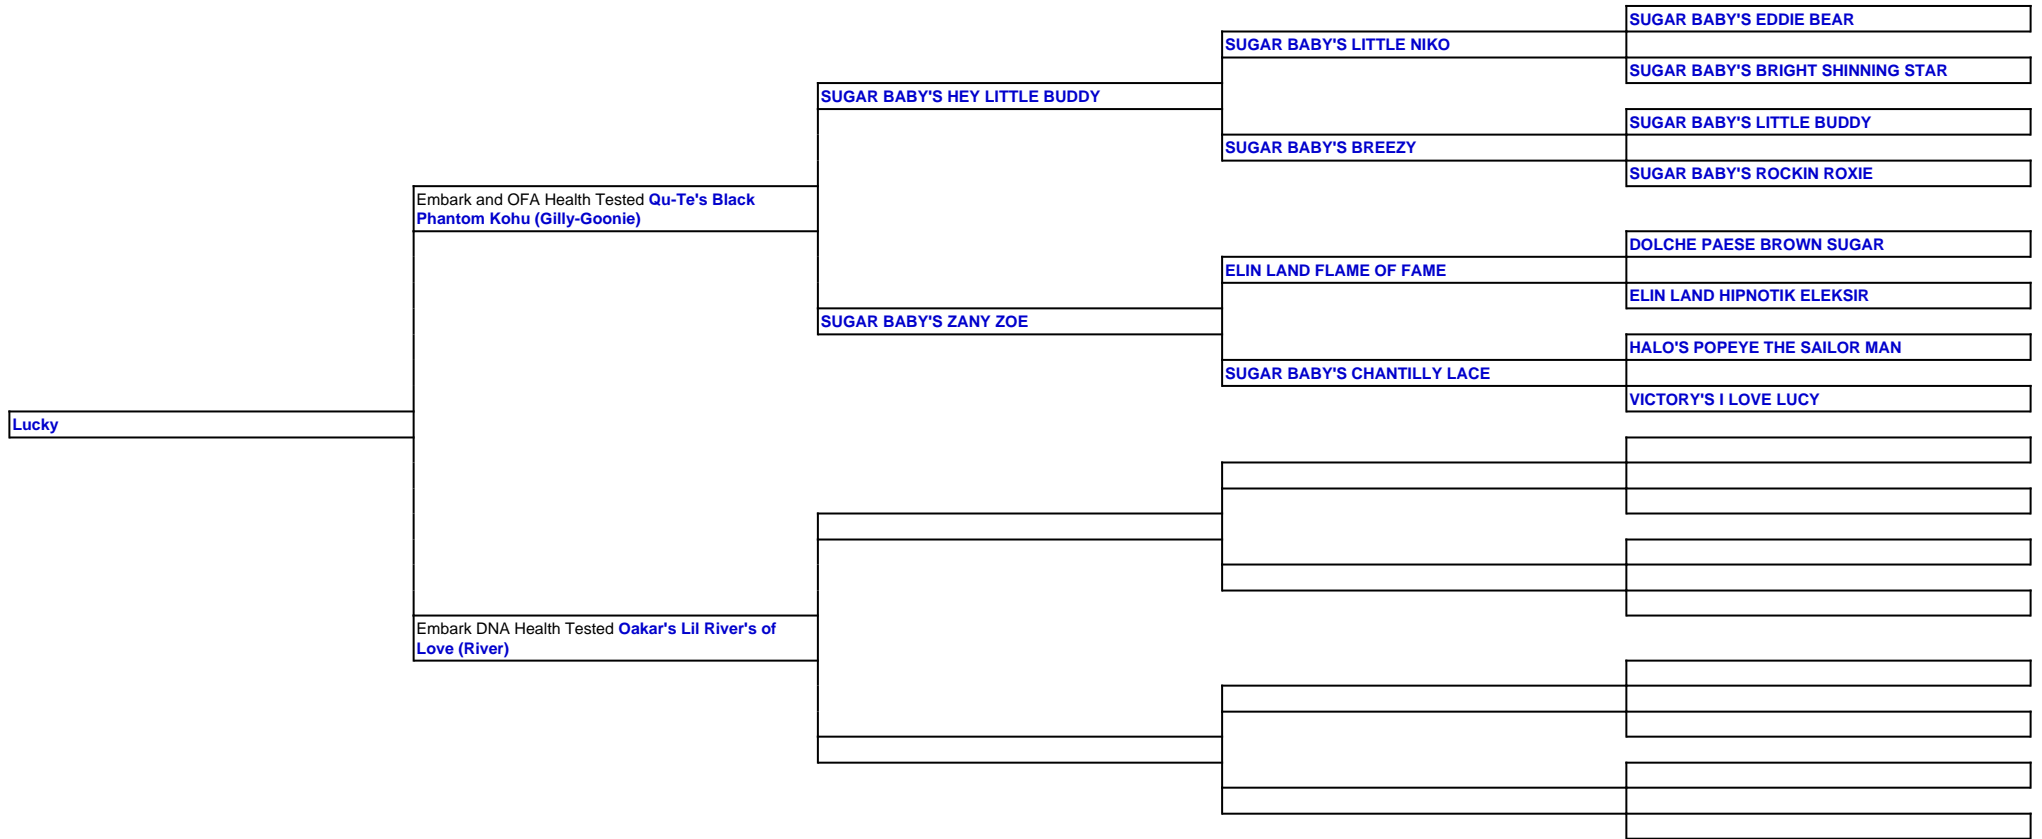 SUGAR BABY'S EDDIE BEAR
SUGAR BABY'S LITTLE NIKO
SUGAR BABY'S BRIGHT SHINNING STAR
SUGAR BABY'S HEY LITTLE BUDDY
SUGAR BABY'S LITTLE BUDDY
SUGAR BABY'S BREEZY
SUGAR BABY'S ROCKIN ROXIE
Embark and OFA Health Tested Qu-Te's Black
Phantom Kohu (Gilly-Goonie)
DOLCHE PAESE BROWN SUGAR
ELIN LAND FLAME OF FAME
ELIN LAND HIPNOTIK ELEKSIR
SUGAR BABY'S ZANY ZOE
HALO'S POPEYE THE SAILOR MAN
SUGAR BABY'S CHANTILLY LACE
VICTORY'S I LOVE LUCY
Lucky
Embark DNA Health Tested Oakar's Lil River's of
Love (River)